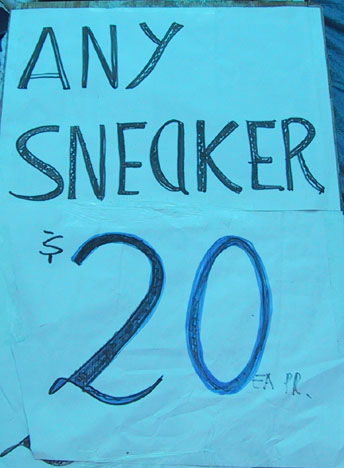 ANY
SNEAKER
$20
EA PR.